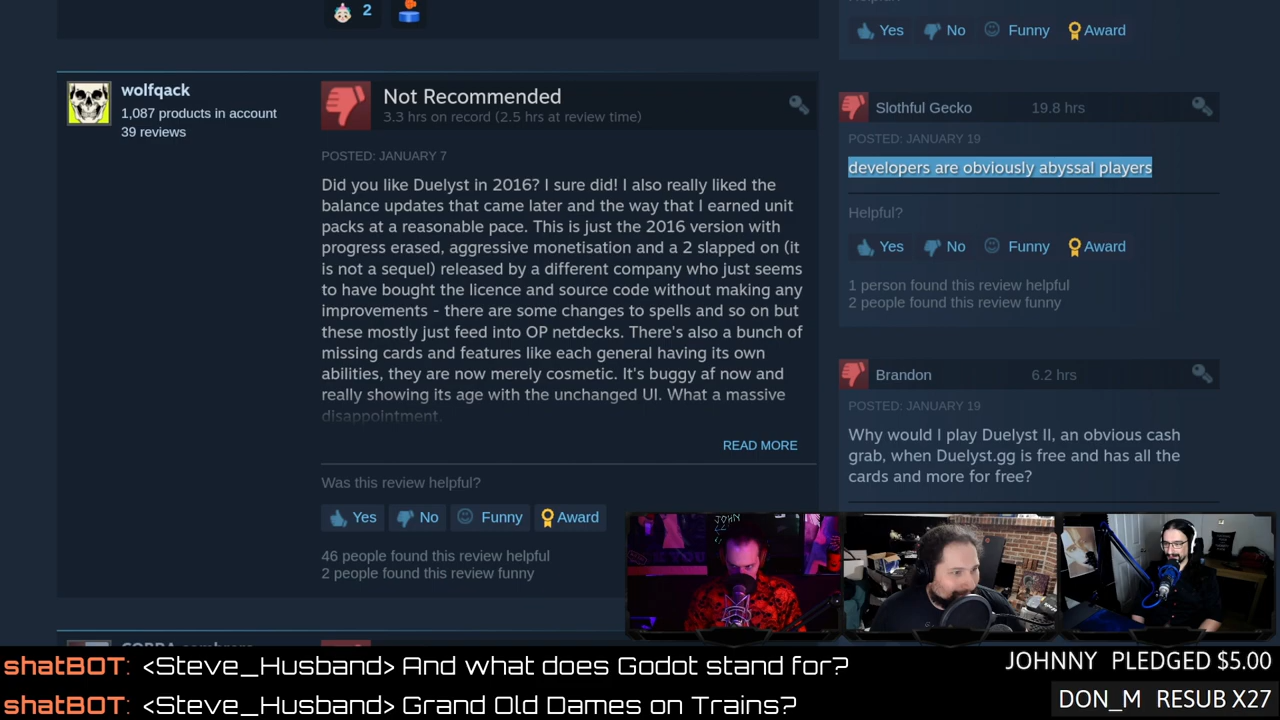 2
wolfqack
1,087 products in account
39 reviews
Not Recommended
3.3 hrs on record (2.5 hrs at review time)
POSTED: JANUARY 7
Did you like Duelyst in 2016? I sure did! I also really liked the
balance updates that came later and the way that I earned unit
packs at a reasonable pace. This is just the 2016 version with
progress erased, aggressive monetisation and a 2 slapped on (it
is not a sequel) released by a different company who just seems
to have bought the licence and source code without making any
improvements - there are some changes to spells and so on but
these mostly just feed into OP netdecks. There's also a bunch of
missing cards and features like each general having its own
abilities, they are now merely cosmetic. It's buggy af now and
really showing its age with the unchanged UI. What a massive
disappointment.
READ MORE
Was this review helpful?
Yes No Funny Award
46 people found this review helpful
2 people found this review funny
Yes No Funny Award
Slothful Gecko 19.8 hrs
POSTED: JANUARY 19
developers are obviously abyssal players
Helpful?
Yes No Funny Award
1 person found this review helpful
2 people found this review funny
Brandon 6.2 hrs
POSTED: JANUARY 19
Why would I play Duelyst II, an obvious cash
grab, when Duelyst.gg is free and has all the
cards and more for free?
JOHN
shatBOT: <Steve_Husband> And what does Godot stand for?
shatBOT: <Steve_Husband> Grand Old Dames on Trains?
JOHNNY PLEDGED $5.00
DON_M RESUB X27